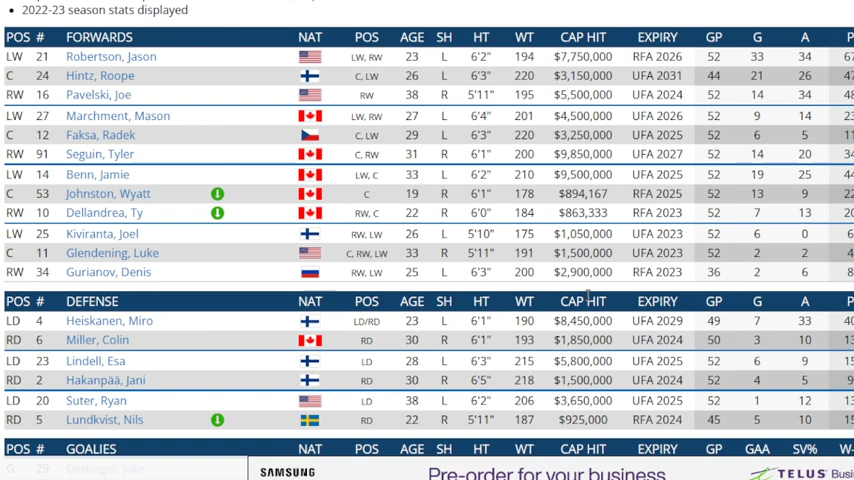 • 2022-23 season stats displayed
POS # FORWARDS NAT POS AGE SH HT WT CAP HIT EXPIRY GP G A P
LW 21 Robertson, Jason LW, RW 23 L 6'2" 194 $7,750,000 RFA 2026 52 33 34 67
C 24 Hintz, Roope C, LW 26 L 6'3" 220 $3,150,000 UFA 2031 44 21 26 47
RW 16 Pavelski, Joe RW 38 R 5'11" 195 $5,500,000 UFA 2024 52 14 34 48
LW 27 Marchment, Mason LW, RW 27 L 6'4" 201 $4,500,000 UFA 2026 52 9 14 23
C 12 Faksa, Radek C, LW 29 L 6'3" 220 $3,250,000 UFA 2025 52 6 5 11
RW 91 Seguin, Tyler C, RW 31 R 6'1" 200 $9,850,000 UFA 2027 52 14 20 34
LW 14 Benn, Jamie LW, C 33 L 6'2" 210 $9,500,000 UFA 2025 52 19 25 44
C 53 Johnston, Wyatt C 19 R 6'1" 178 $894,167 RFA 2025 52 13 9 22
RW 10 Dellandrea, Ty RW, C 22 R 6'0" 184 $863,333 RFA 2023 52 7 13 20
LW 25 Kiviranta, Joel RW, LW 26 L 5'10" 175 $1,050,000 UFA 2023 52 6 0 6
C 11 Glendening, Luke C, RW, LW 33 R 5'11" 191 $1,500,000 UFA 2023 52 2 2 4
RW 34 Gurianov, Denis RW, LW 25 L 6'3" 200 $2,900,000 RFA 2023 36 2 6 8
POS # DEFENSE NAT POS AGE SH HT WT CAP HIT EXPIRY GP G A P
LD 4 Heiskanen, Miro LD/RD 23 L 6'1" 190 $8,450,000 UFA 2029 49 7 33 40
RD 6 Miller, Colin RD 30 R 6'1" 193 $1,850,000 UFA 2024 50 3 10 13
LD 23 Lindell, Esa LD 28 L 6'3" 215 $5,800,000 UFA 2025 52 6 9 15
RD 2 Hakanpää, Jani RD 30 R 6'5" 218 $1,500,000 UFA 2024 52 4 5 9
LD 20 Suter, Ryan LD 38 L 6'2" 206 $3,650,000 UFA 2025 52 1 12 13
RD 5 Lundkvist, Nils RD 22 R 5'11" 187 $925,000 RFA 2024 45 5 10 15
POS # GOALIES NAT POS AGE SH HT WT CAP HIT EXPIRY GP GAA SV% W-
G 29 Oettinger, Jake
SAMSUNG Pre-order for your business TELUS Busi